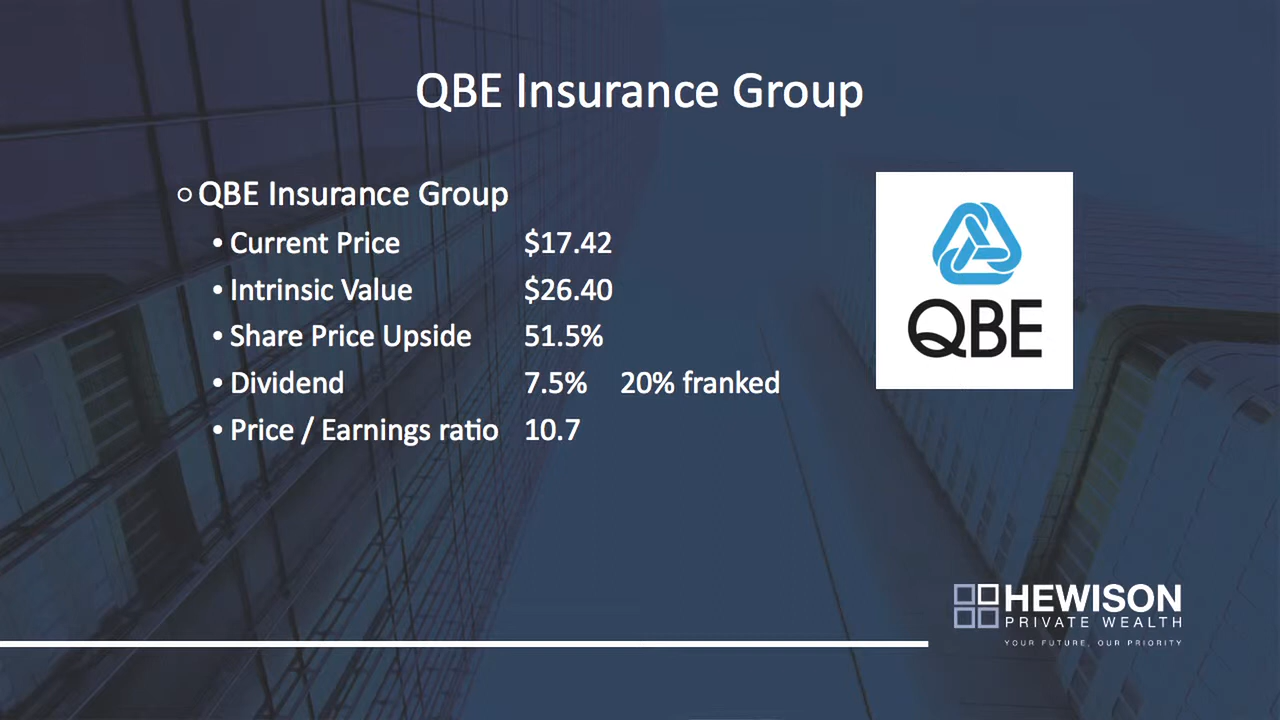 QBE Insurance Group
QBE Insurance Group
• Current Price $17.42
• Intrinsic Value $26.40
• Share Price Upside 51.5%
• Dividend 7.5% 20% franked
• Price / Earnings ratio 10.7
QBE
HEWISON
PRIVATE WEALTH
YOUR FUTURE, OUR PRIORITY